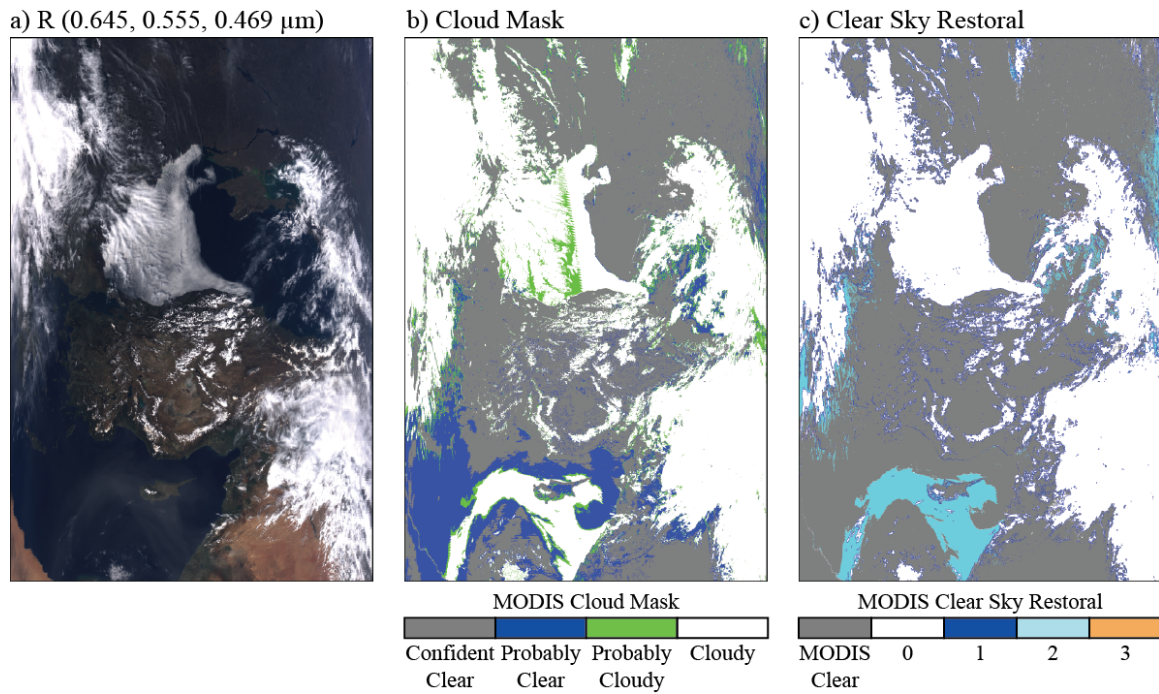 a) R (0.645, 0.555, 0.469 µm)
b) Cloud Mask
c) Clear Sky Restoral
MODIS Cloud Mask
Confident Clear
Probably Clear
Probably Cloudy
Cloudy
MODIS Clear Sky Restoral
MODIS Clear
0
1
2
3